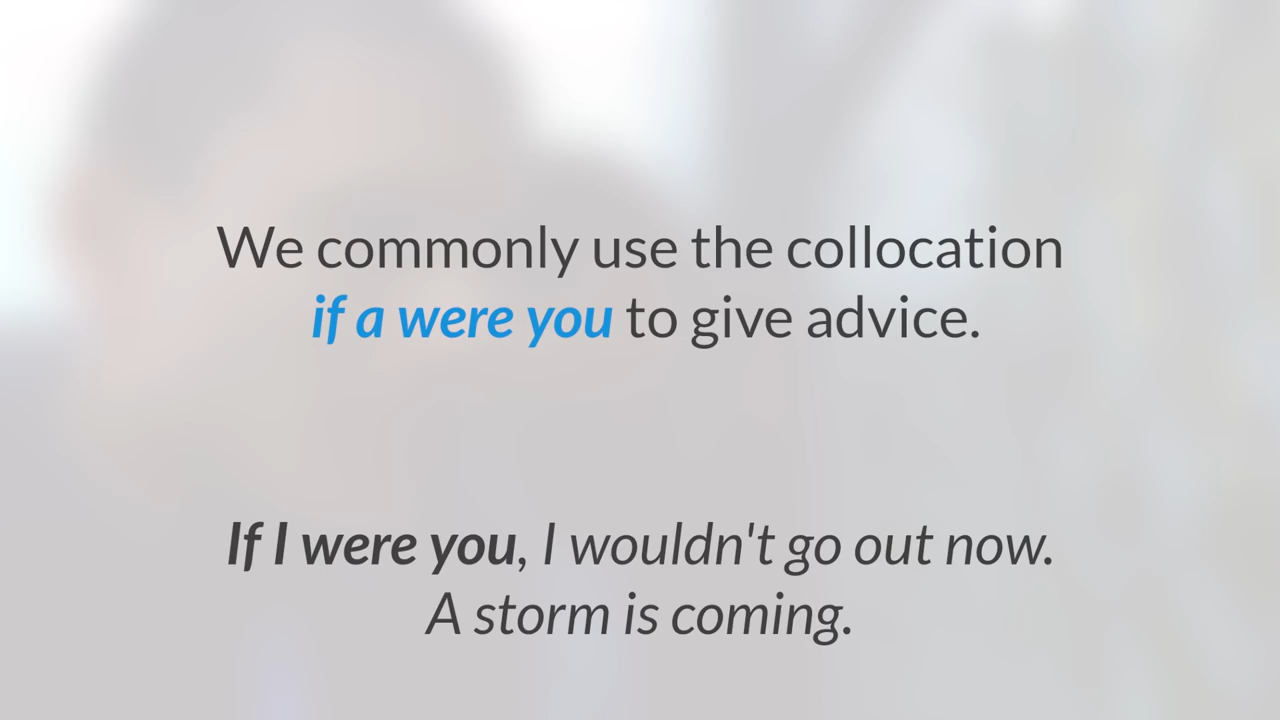 We commonly use the collocation
if a were you to give advice.
If I were you, I wouldn't go out now.
A storm is coming.